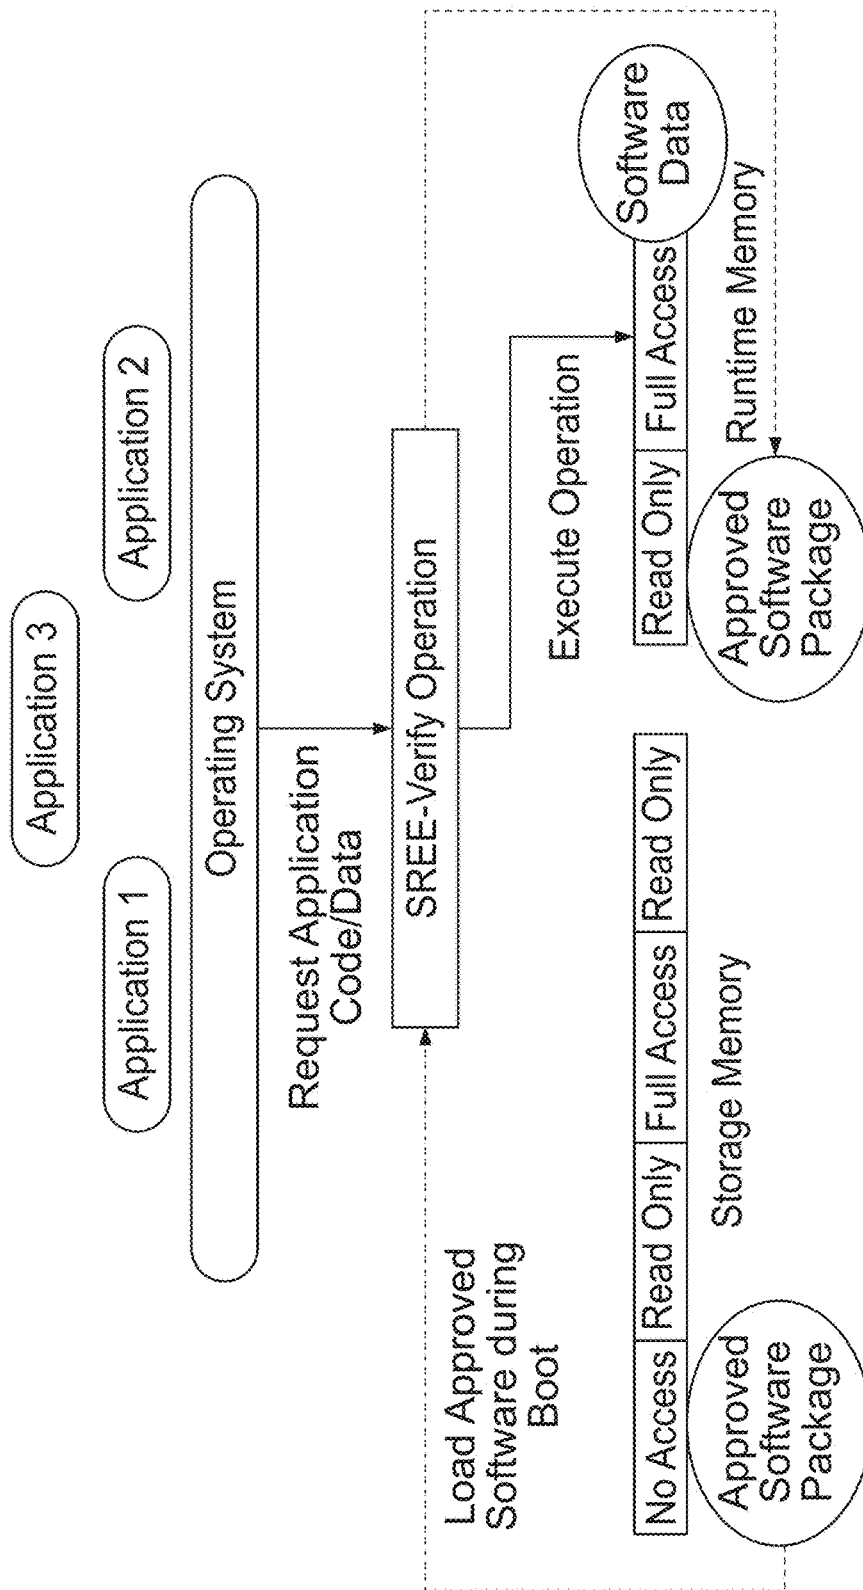 Application 3
Application 1
Application 2
Operating System
Request Application
Code/Data
SREE-Verify Operation
Load Approved
Software during
Boot
Execute Operation
No Access
Read Only
Full Access
Read Only
Read Only
Full Access
Software
Data
Storage Memory
Runtime Memory
Approved
Software
Package
Approved
Software
Package